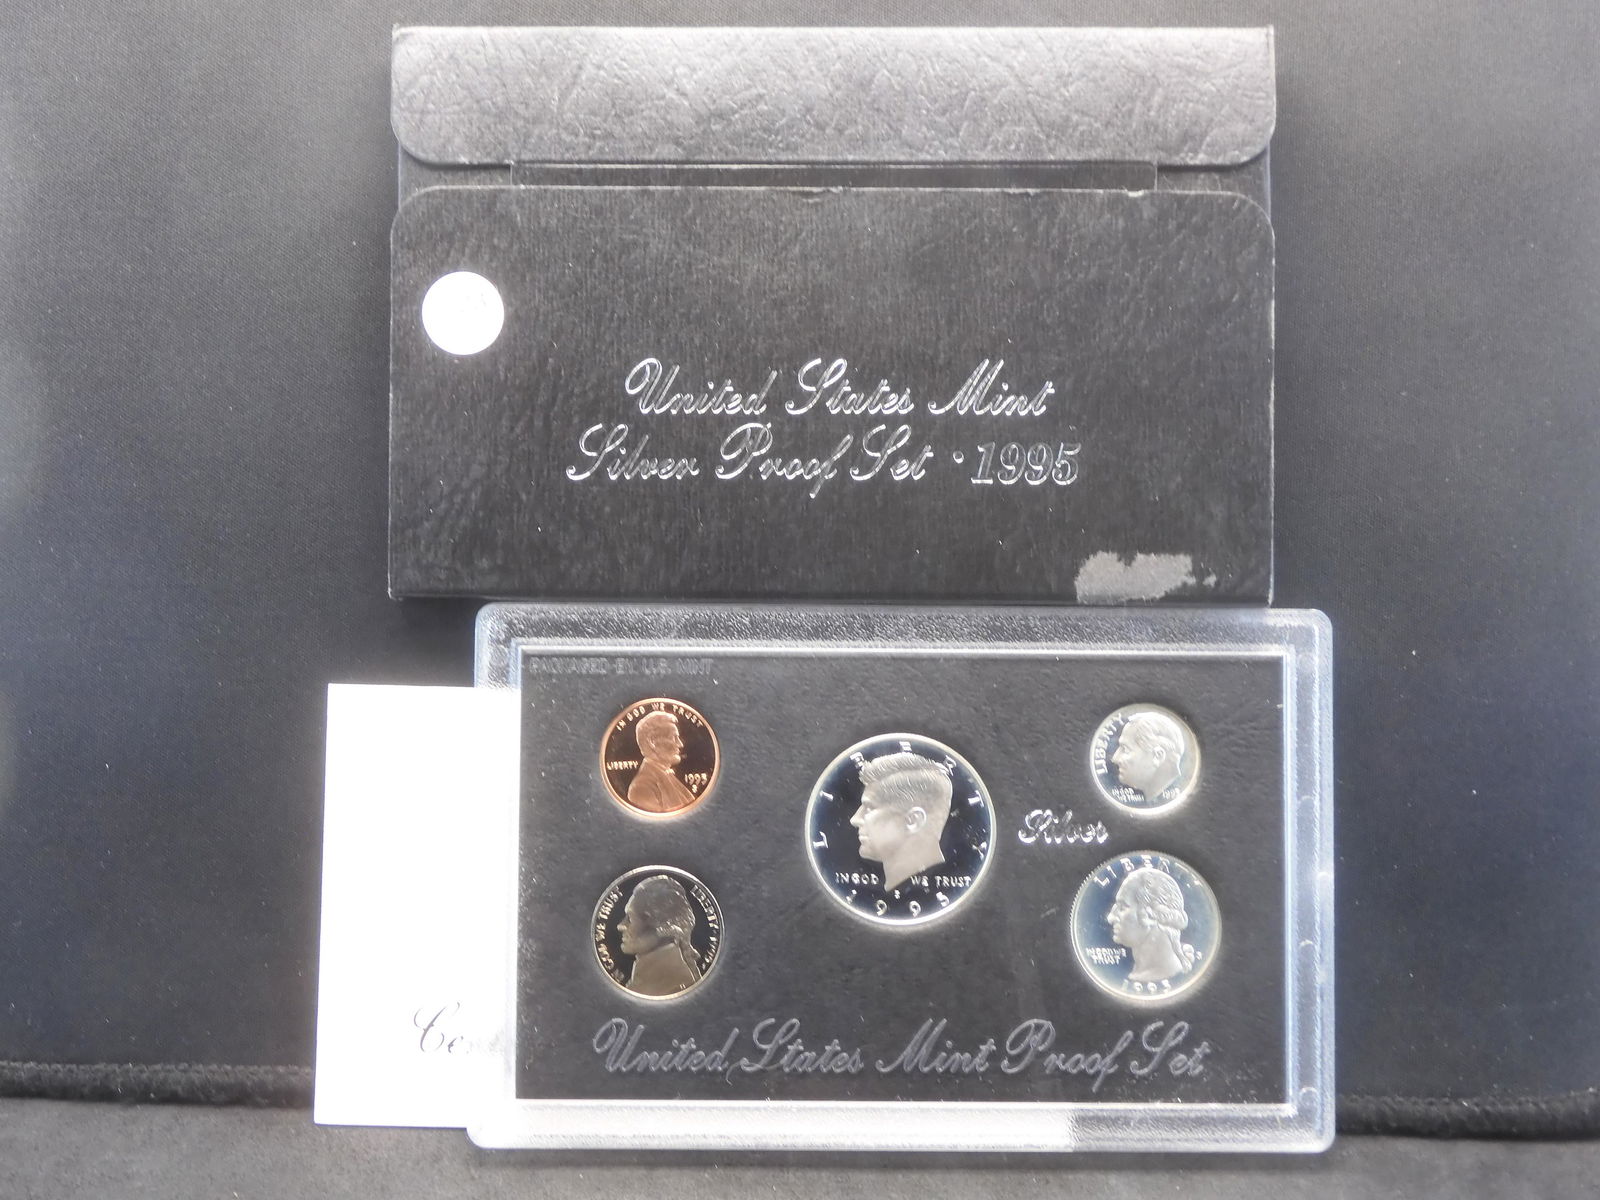 United States Mint
Silver Proof Set · 1995
PACKAGED BY U.S. MINT
IN GOD WE TRUST
LIBERTY
1995
S
LIBERTY
IN GOD
WE TRUST
1995
LIBERTY
IN GOD WE TRUST
S
1995
Silver
IN GOD WE TRUST
LIBERTY
LIBERTY
IN GOD WE
TRUST
S
1995
United States Mint Proof Set